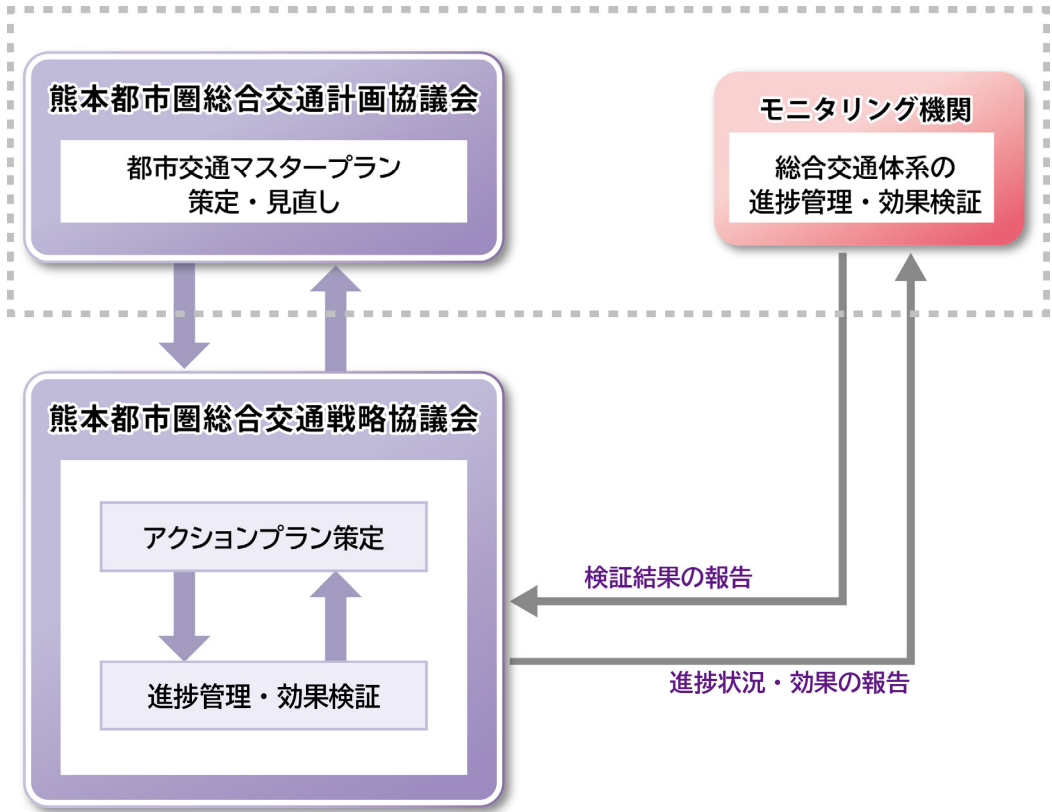 熊本都市圏総合交通計画協議会
都市交通マスタープラン
策定・見直し
モニタリング機関
総合交通体系の
進捗管理・効果検証
熊本都市圏総合交通戦略協議会
アクションプラン策定
進捗管理・効果検証
検証結果の報告
進捗状況・効果の報告